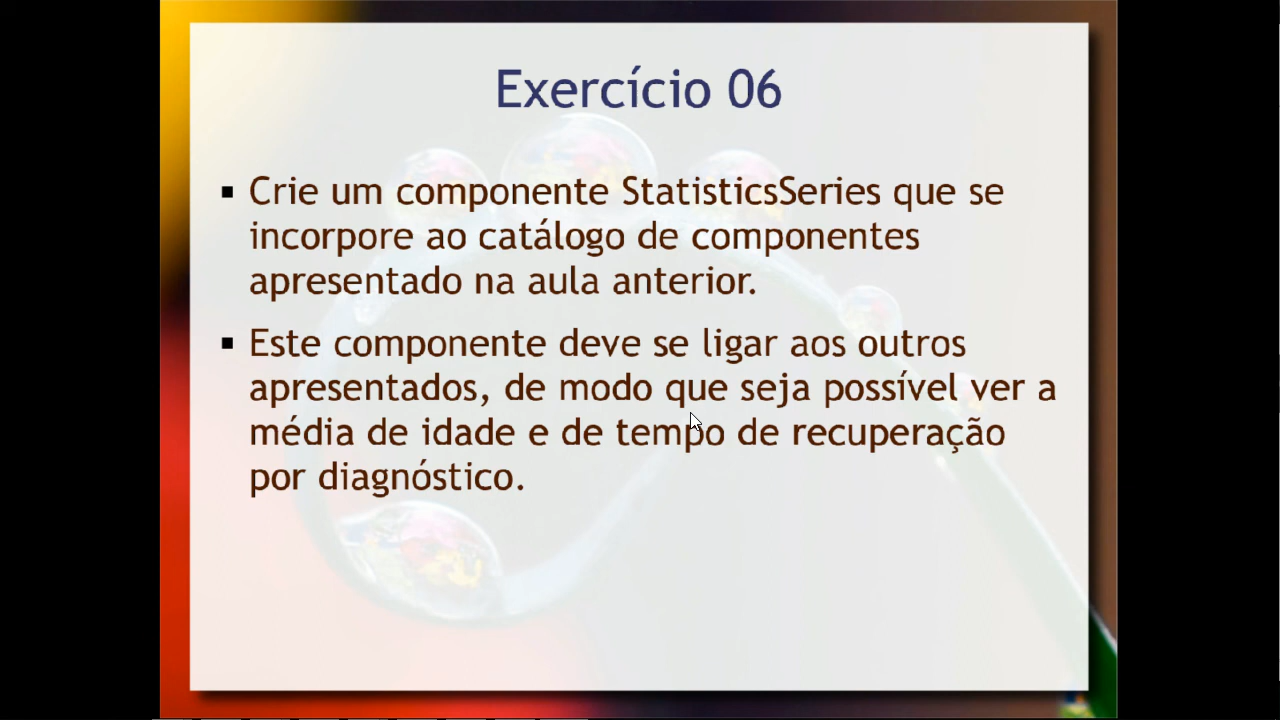 Exercício 06
▪ Crie um componente StatisticsSeries que se
incorpore ao catálogo de componentes
apresentado na aula anterior.
▪ Este componente deve se ligar aos outros
apresentados, de modo que seja possível ver a
média de idade e de tempo de recuperação
por diagnóstico.